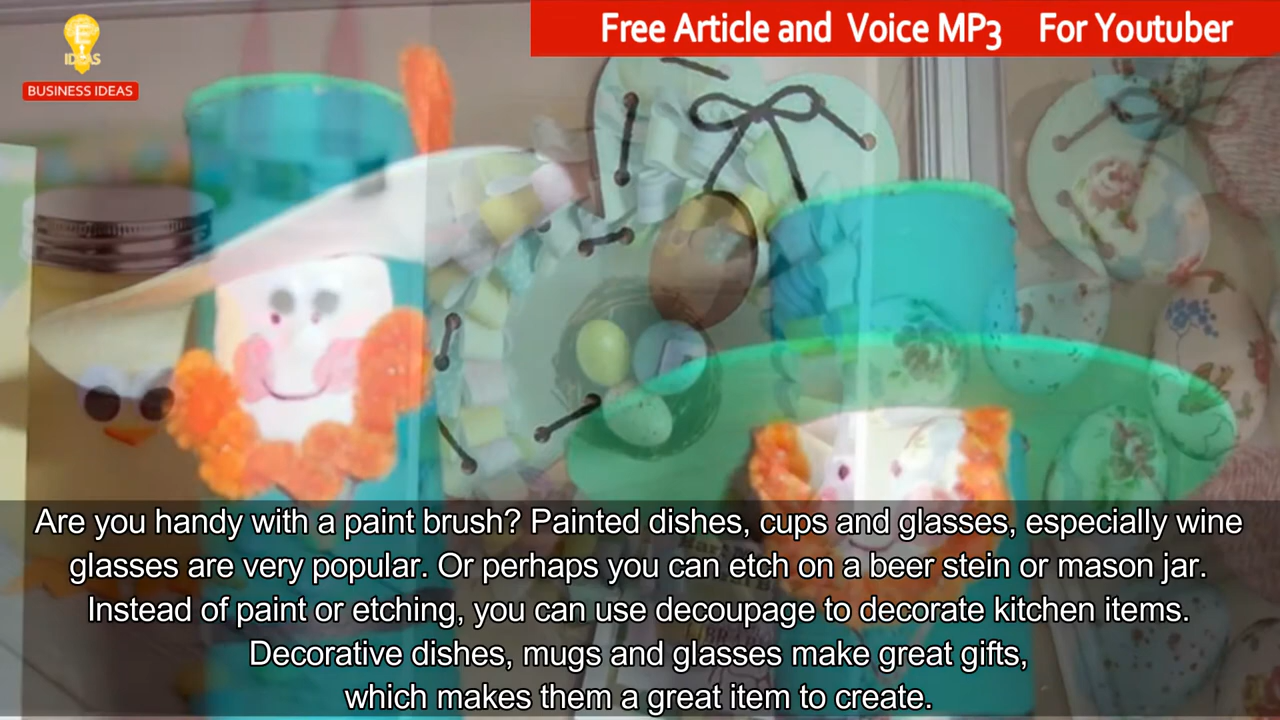 Free Article and Voice MP3 For Youtuber
E
IDEAS
BUSINESS IDEAS
Are you handy with a paint brush? Painted dishes, cups and glasses, especially wine
glasses are very popular. Or perhaps you can etch on a beer stein or mason jar.
Instead of paint or etching, you can use decoupage to decorate kitchen items.
Decorative dishes, mugs and glasses make great gifts,
which makes them a great item to create.